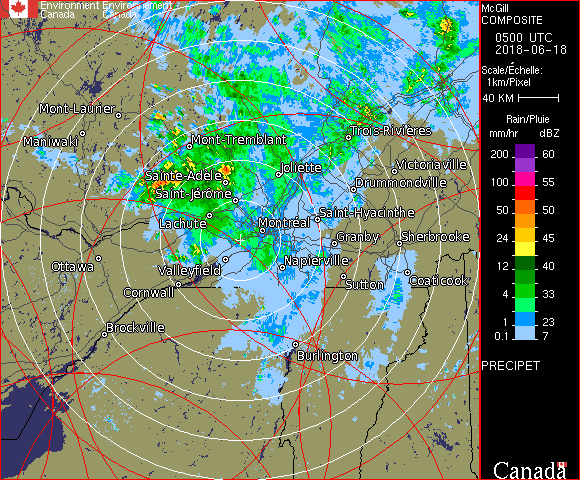 Environment Environnement
Canada Canada
McGill
COMPOSITE
0500 UTC
2018-06-18
Scale/Échelle:
1km/Pixel
40 KM
Rain/Pluie
mm/hr dBZ
200 60
100 55
50 50
24 45
12 40
4 33
1 23
0.1 7
PRECIPET
Canada
Mont-Laurier
Maniwaki
Mont-Tremblant
Trois-Rivières
Sainte-Adèle
Joliette
Victoriaville
Saint-Jérôme
Drummondville
Lachute
Montréal
Saint-Hyacinthe
Granby
Sherbrooke
Ottawa
Valleyfield
Napierville
Cornwall
Sutton
Coaticook
Brockville
Burlington